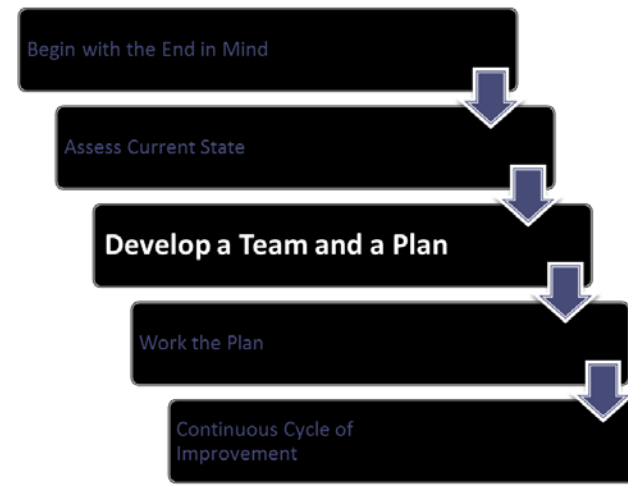 Begin with the End in Mind
Assess Current State
Develop a Team and a Plan
Work the Plan
Continuous Cycle of
Improvement